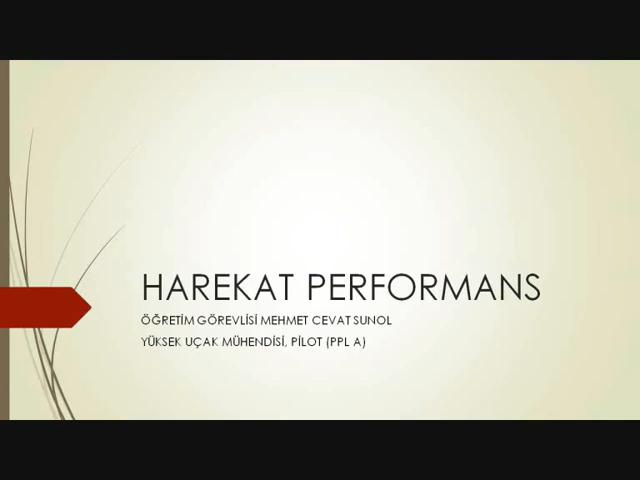 HAREKAT PERFORMANS
ÖĞRETİM GÖREVLİSİ MEHMET CEVAT SUNOL
YÜKSEK UÇAK MÜHENDİSİ, PİLOT (PPL A)